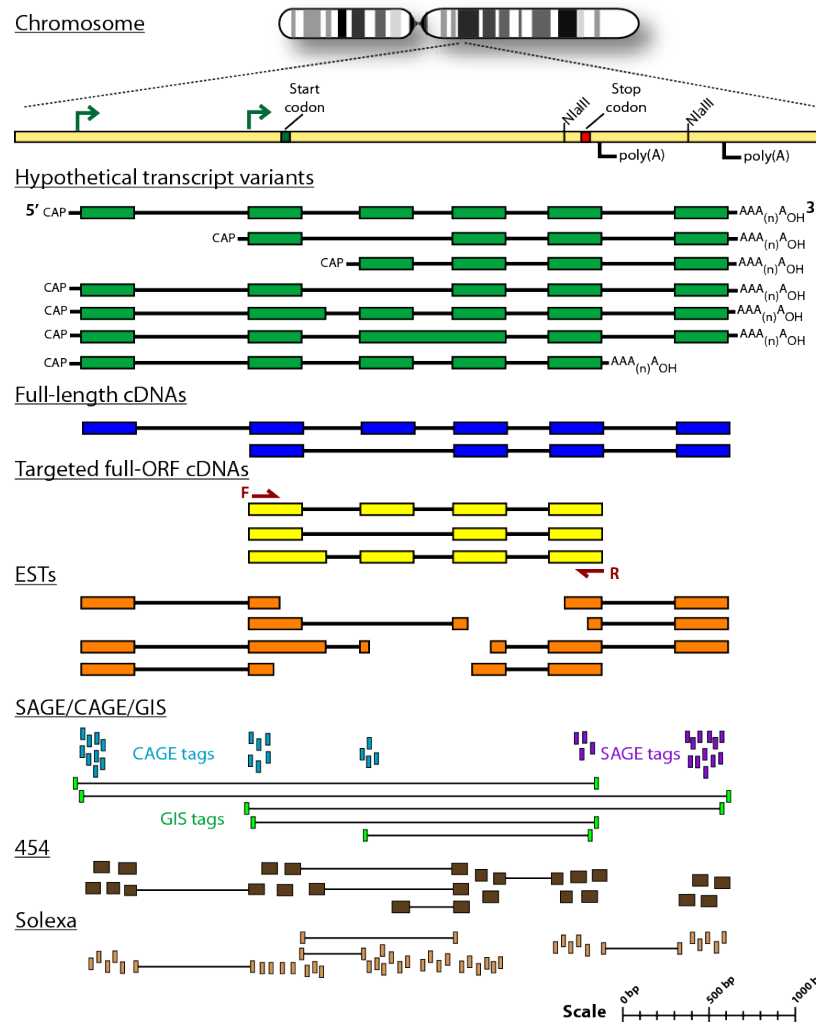 Chromosome
Start codon
Stop codon
NlaIII
NlaIII
poly(A)
poly(A)
Hypothetical transcript variants
5′ CAP AAA(n)AOH 3
CAP AAA(n)AOH
CAP AAA(n)AOH
CAP AAA(n)AOH
CAP AAA(n)AOH
CAP AAA(n)AOH
CAP AAA(n)AOH
Full-length cDNAs
Targeted full-ORF cDNAs
F
R
ESTs
SAGE/CAGE/GIS
CAGE tags
SAGE tags
GIS tags
454
Solexa
Scale
0 bp
500 bp
1000 b